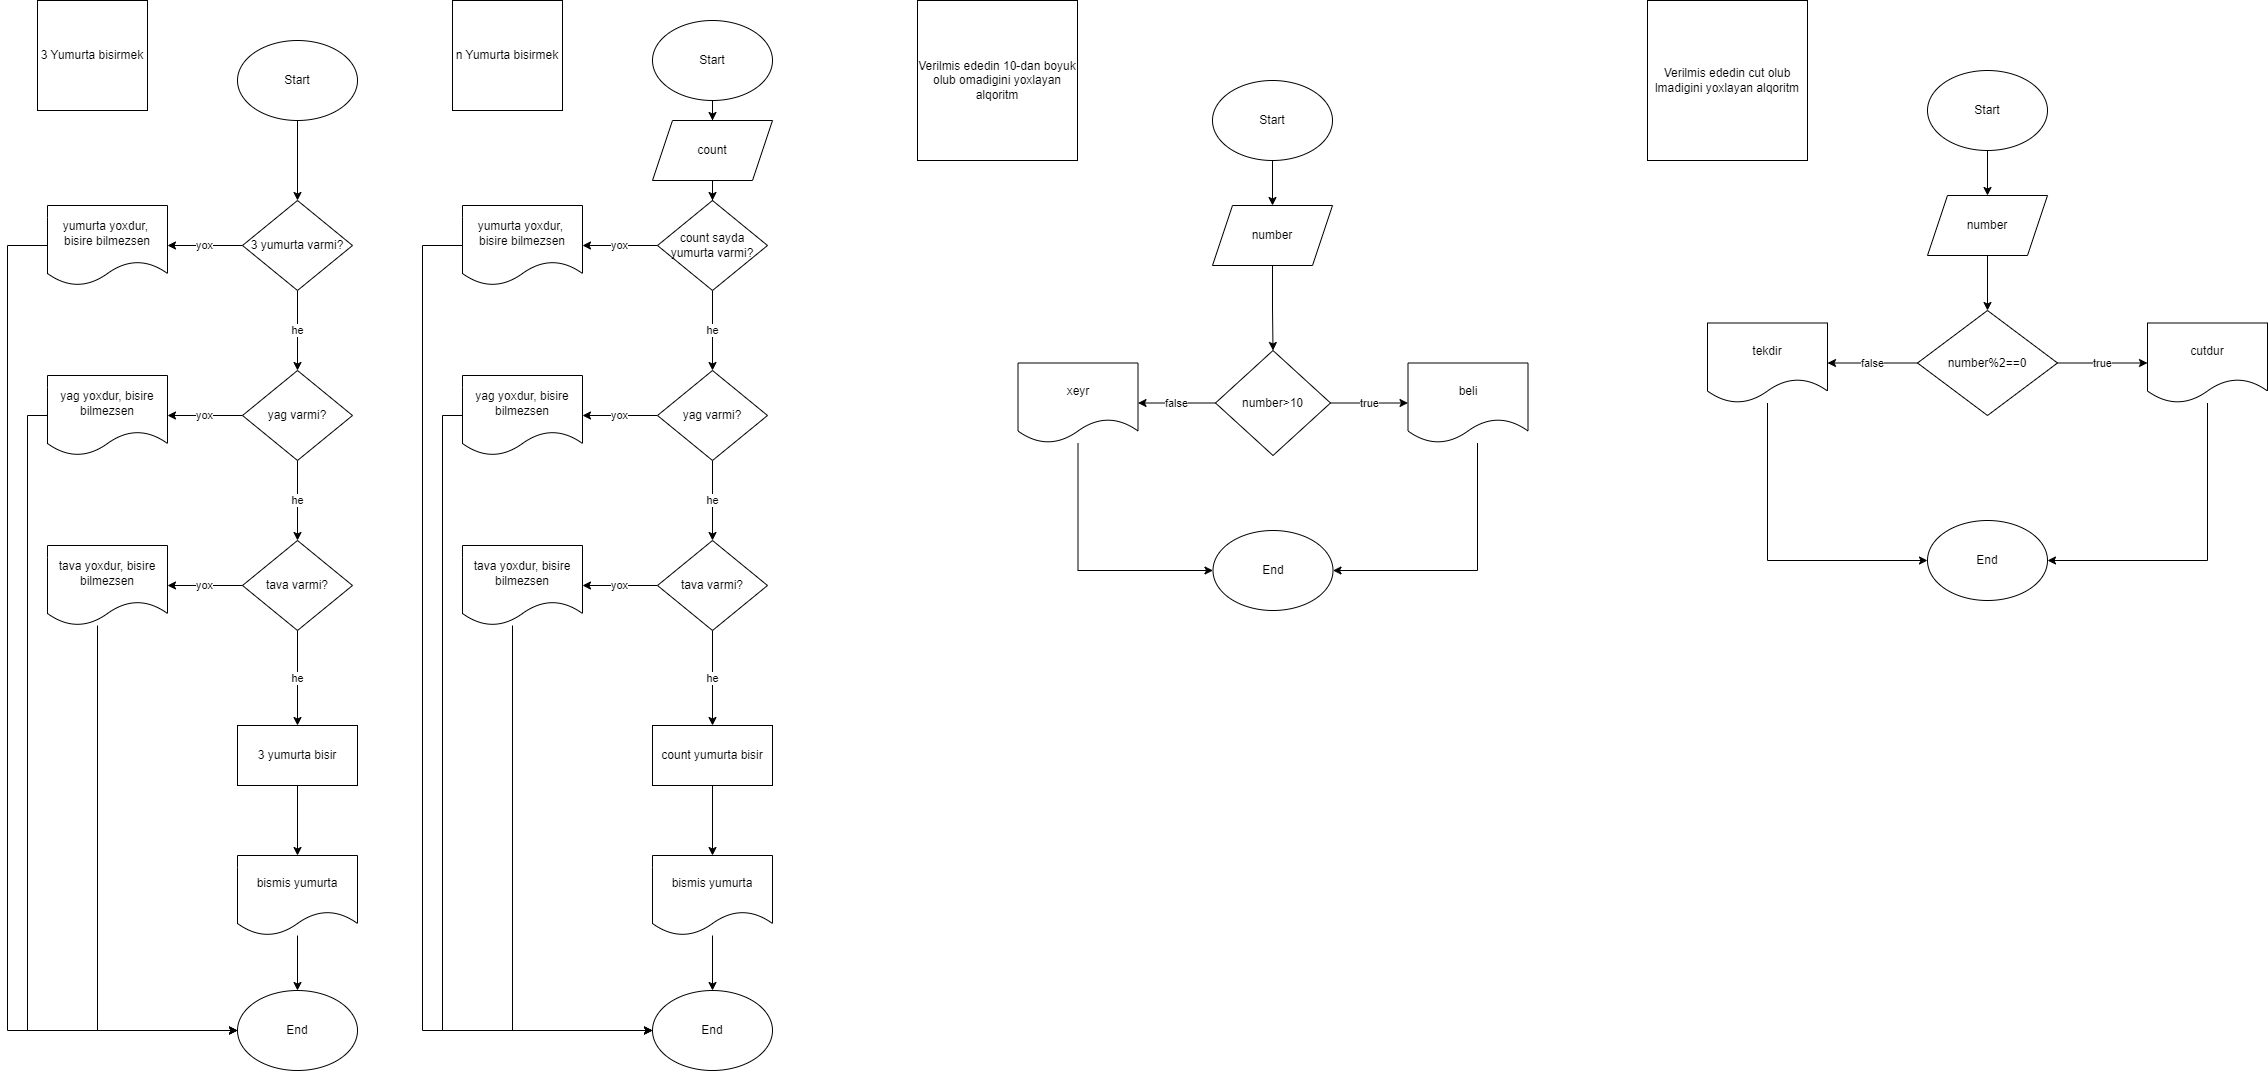 3 Yumurta bisirmek
Start
3 yumurta varmi?
yox
yumurta yoxdur,
bisire bilmezsen
he
yag varmi?
yox
yag yoxdur, bisire
bilmezsen
he
tava varmi?
yox
tava yoxdur, bisire
bilmezsen
he
3 yumurta bisir
bismis yumurta
End
n Yumurta bisirmek
Start
count
count sayda
yumurta varmi?
yox
yumurta yoxdur,
bisire bilmezsen
he
yag varmi?
yox
yag yoxdur, bisire
bilmezsen
he
tava varmi?
yox
tava yoxdur, bisire
bilmezsen
he
count yumurta bisir
bismis yumurta
End
Verilmis ededin 10-dan boyuk
olub omadigini yoxlayan
alqoritm
Start
number
number>10
false
xeyr
true
beli
End
Verilmis ededin cut olub
lmadigini yoxlayan alqoritm
Start
number
number%2==0
false
tekdir
true
cutdur
End